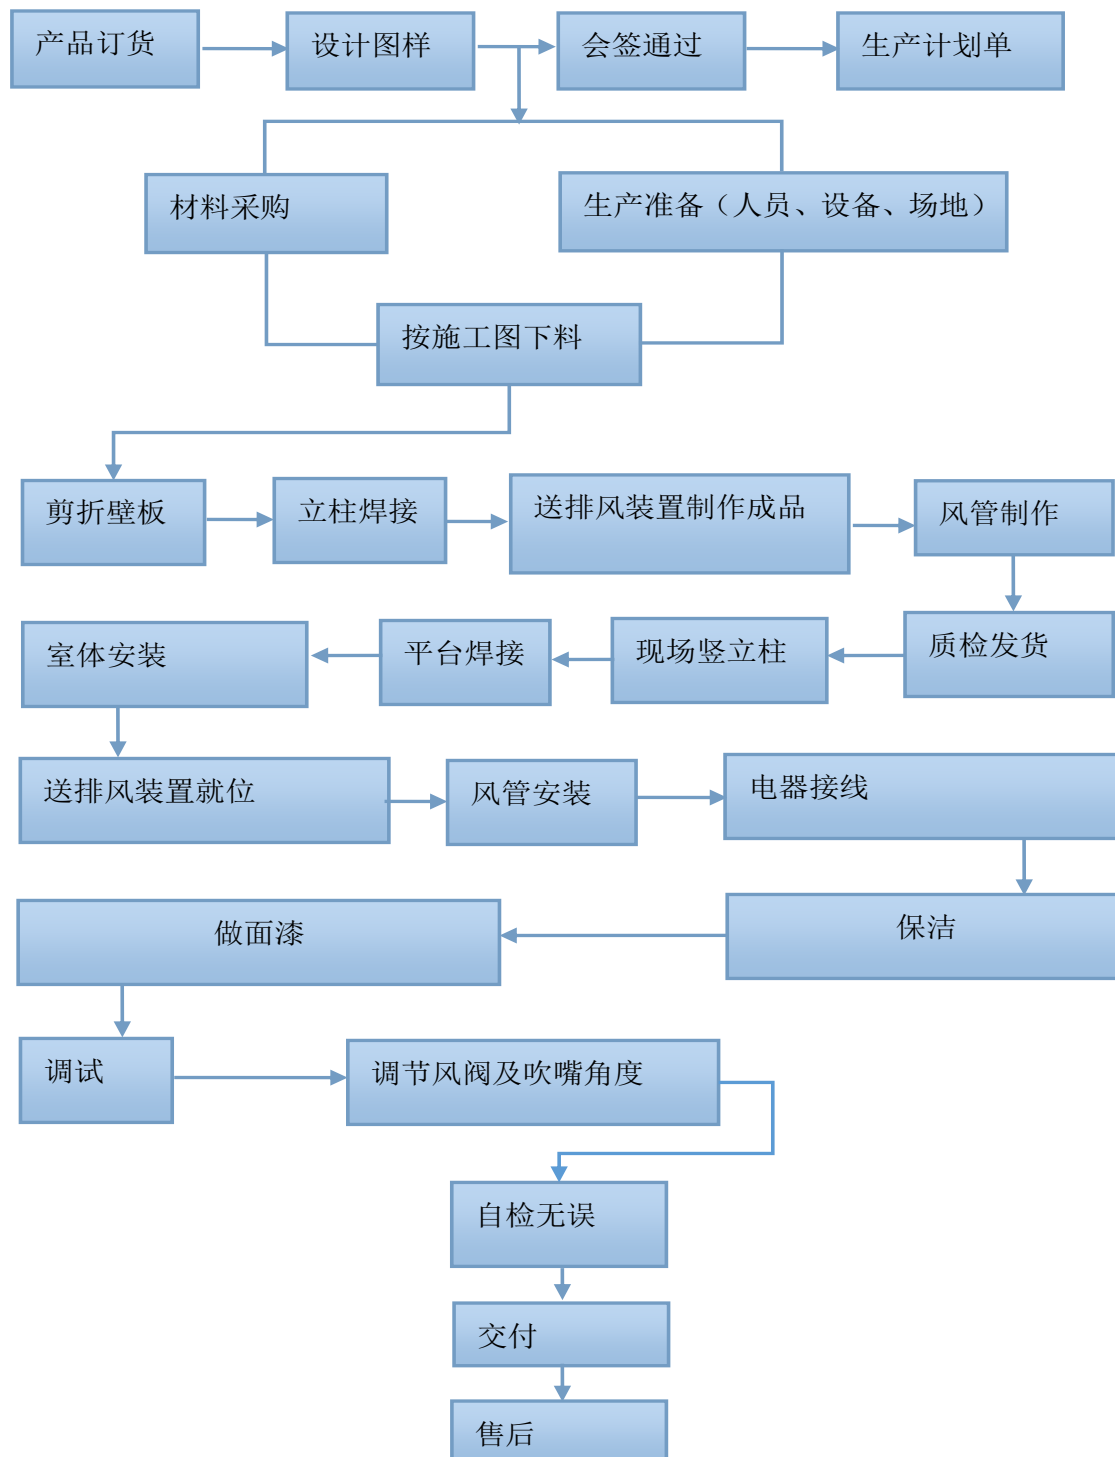 产品订货
设计图样
会签通过
生产计划单
材料采购
生产准备（人员、设备、场地）
按施工图下料
剪折壁板
立柱焊接
送排风装置制作成品
风管制作
室体安装
平台焊接
现场竖立柱
质检发货
送排风装置就位
风管安装
电器接线
做面漆
保洁
调试
调节风阀及吹嘴角度
自检无误
交付
售后